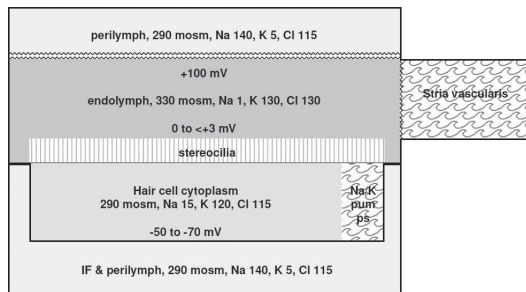 perilymph, 290 mosm, Na 140, K 5, Cl 115
+100 mV
endolymph, 330 mosm, Na 1, K 130, Cl 130
Stria vascularis
0 to <+3 mV
stereocilia
Hair cell cytoplasm
290 mosm, Na 15, K 120, Cl 115
-50 to -70 mV
Na/K
pum
ps
IF & perilymph, 290 mosm, Na 140, K 5, Cl 115